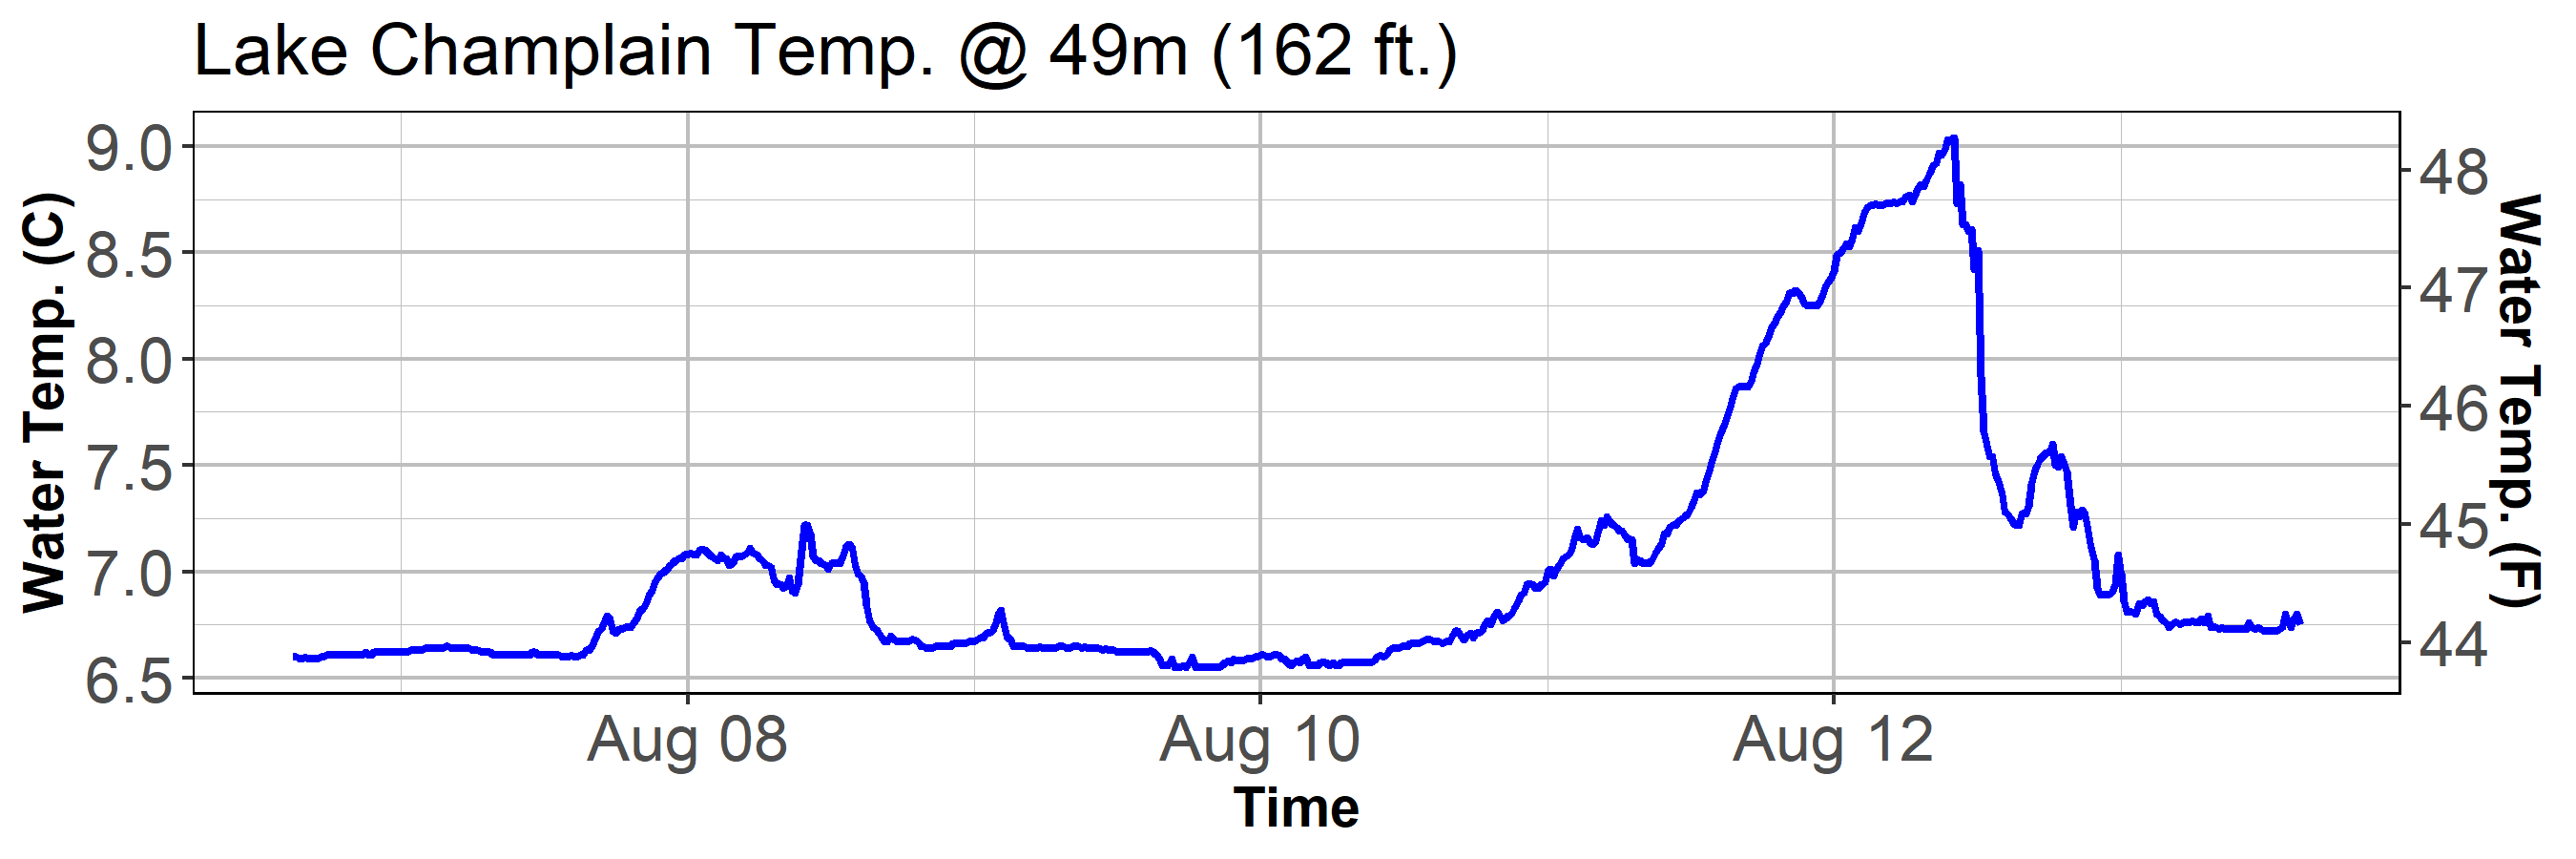 Lake Champlain Temp. @ 49m (162 ft.)
Water Temp. (C)
9.0
8.5
8.0
7.5
7.0
6.5
48
47
46
45
44
Water Temp. (F)
Aug 08 Aug 10 Aug 12
Time